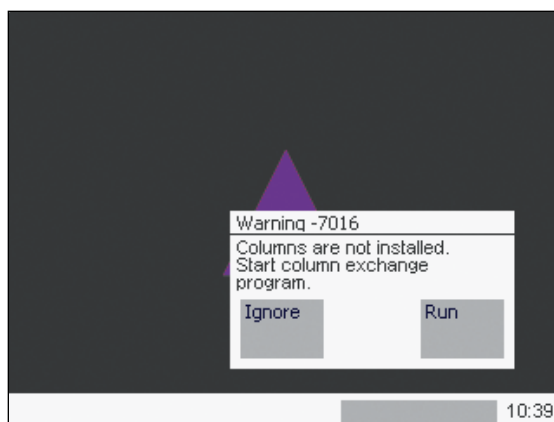 Warning -7016
Columns are not installed.
Start column exchange
program.
Ignore
Run
10:39